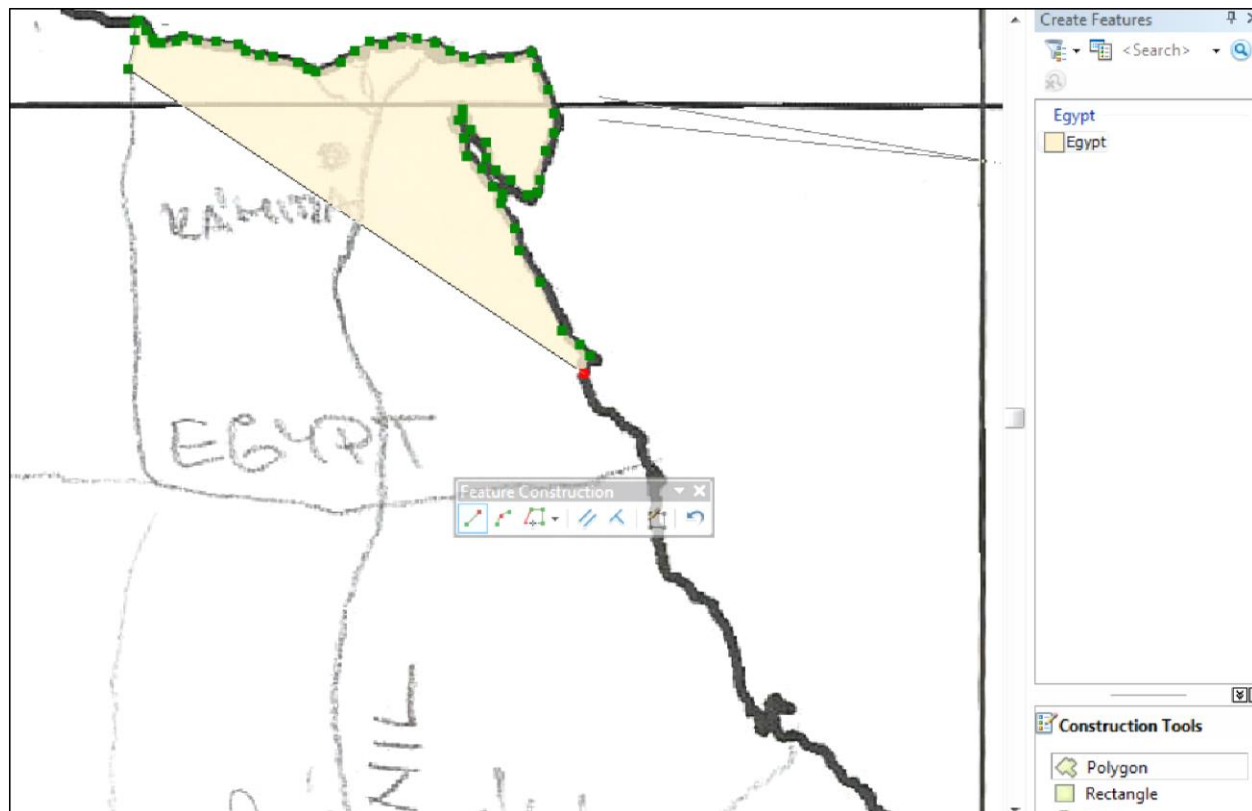 Create Features
<Search>
Egypt
Egypt
EGYPT
Feature Construction
NIL
Construction Tools
Polygon
Rectangle